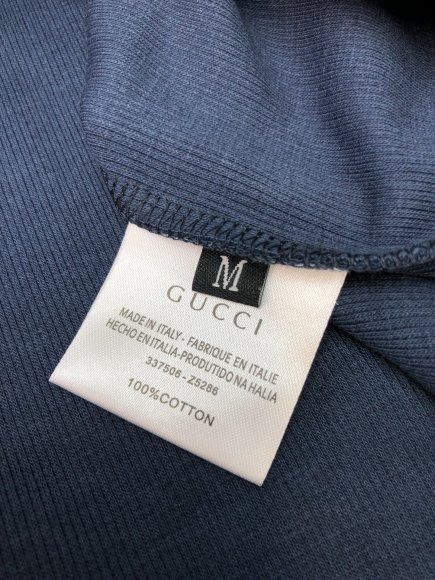 M
GUCCI
MADE IN ITALY - FABRIQUE EN ITALIE
HECHO EN ITALIA-PRODUTIDO NA HALIA
337506 - Z5286
100%COTTON